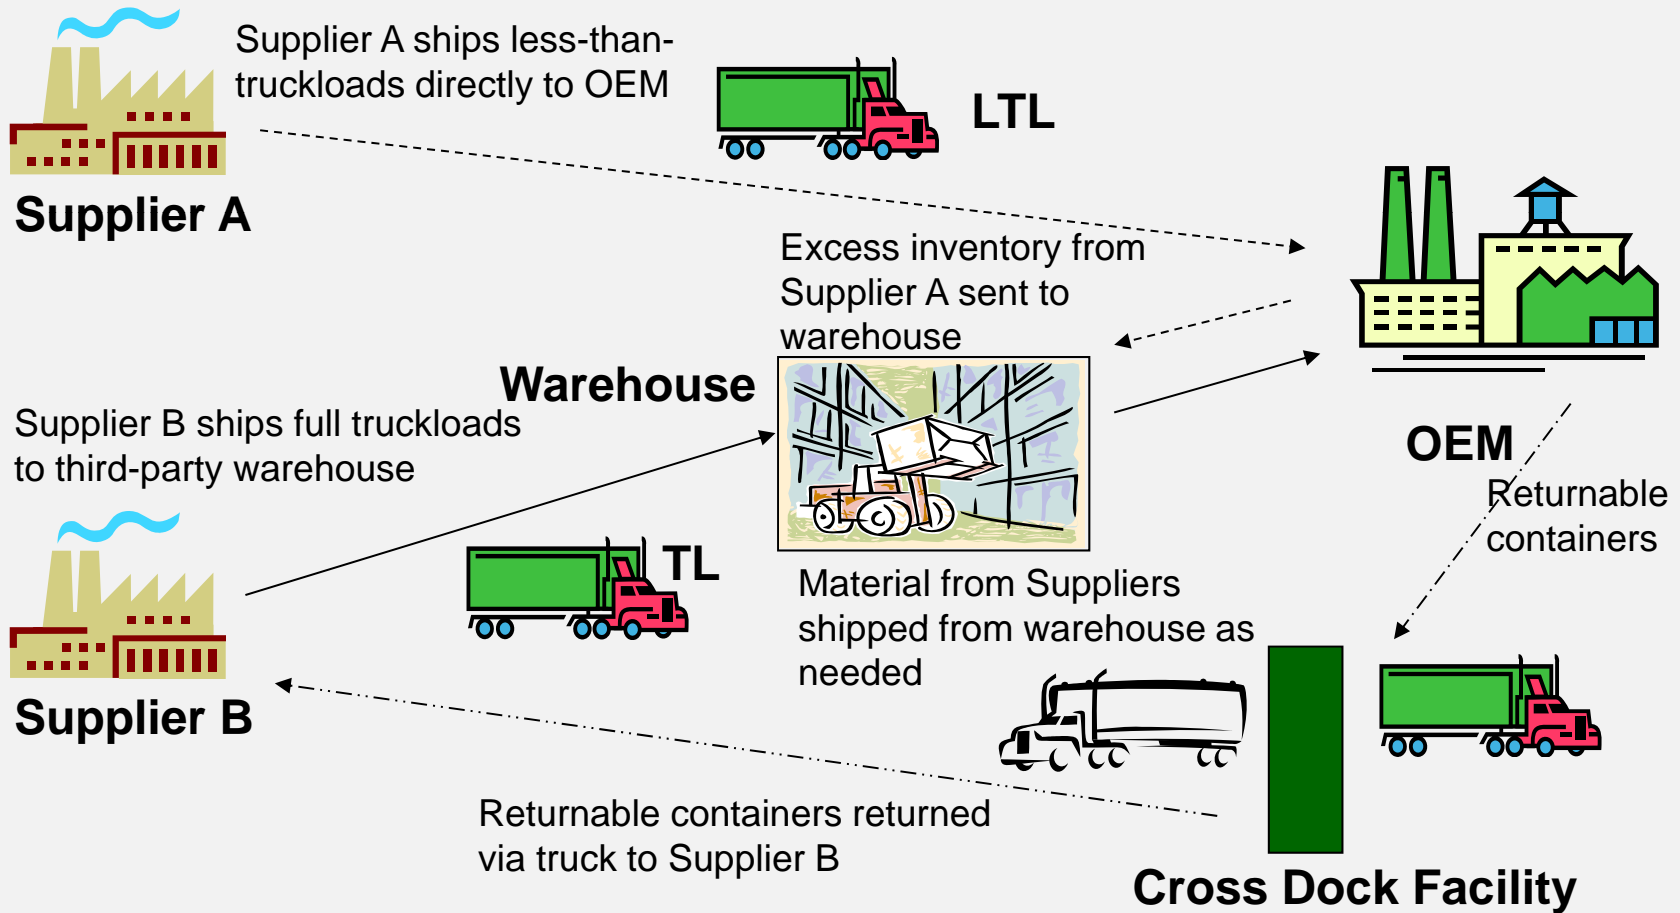 Supplier A ships less-than-
truckloads directly to OEM
LTL
Supplier A
Excess inventory from
Supplier A sent to
warehouse
Warehouse
Supplier B ships full truckloads
to third-party warehouse
OEM
Returnable
containers
TL
Material from Suppliers
shipped from warehouse as
needed
Supplier B
Returnable containers returned
via truck to Supplier B
Cross Dock Facility